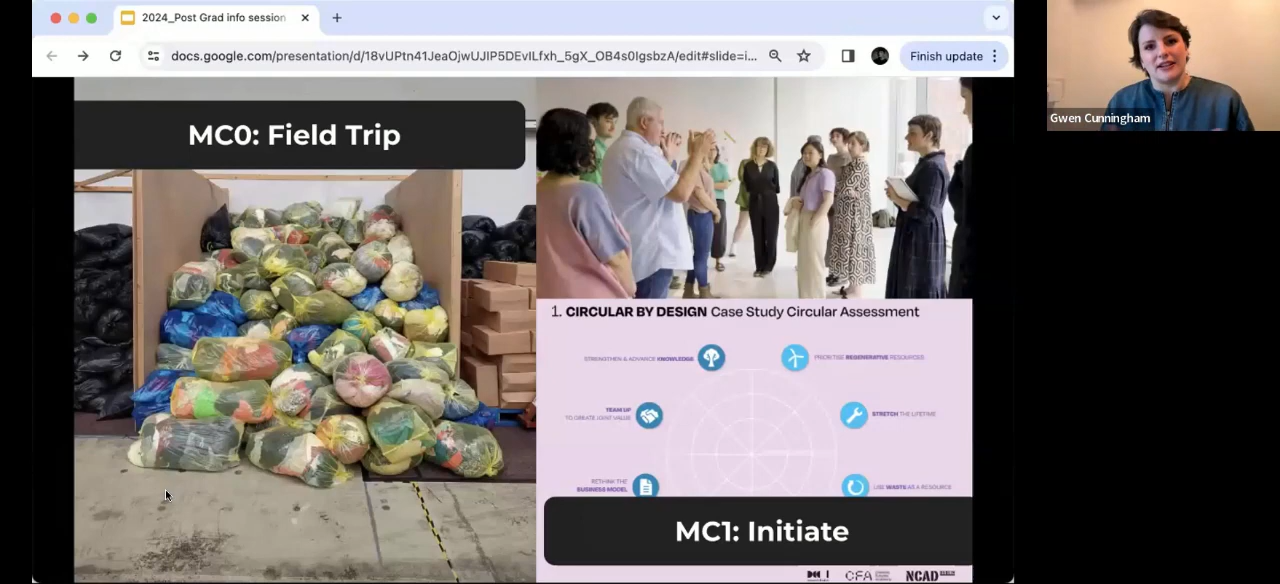 2024_Post Grad info session
docs.google.com/presentation/d/18vUPtn41JeaOjwUJIP5DEvILfxh_5gX_OB4s0Igsbz​A/edit#slide=i...
Finish update
Gwen Cunningham
MC0: Field Trip
1. CIRCULAR BY DESIGN Case Study Circular Assessment
STRENGTHEN & ADVANCE KNOWLEDGE
PRIORITISE REGENERATIVE RESOURCES
TEAM UP
TO CREATE JOINT VALUE
STRETCH THE LIFETIME
RETHINK THE
BUSINESS MODEL
USE WASTE AS A RESOURCE
MC1: Initiate
CFA
NCAD